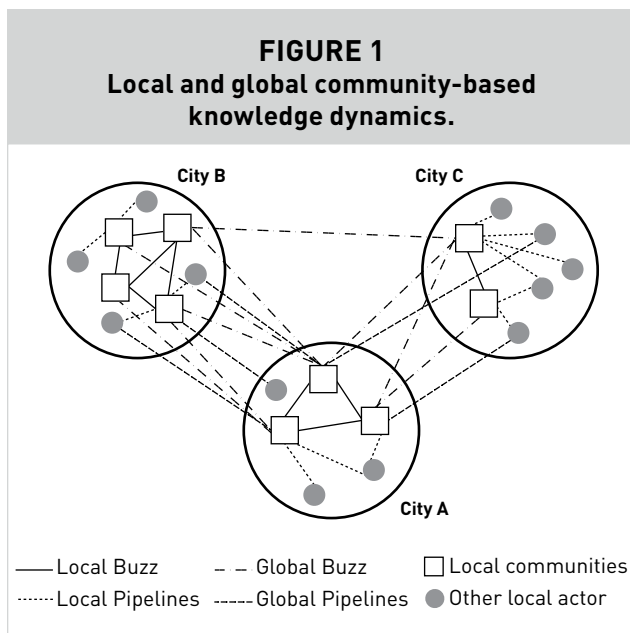 FIGURE 1
Local and global community-based
knowledge dynamics.
City B
City C
City A
Local Buzz
Global Buzz
Local communities
Local Pipelines
Global Pipelines
Other local actor